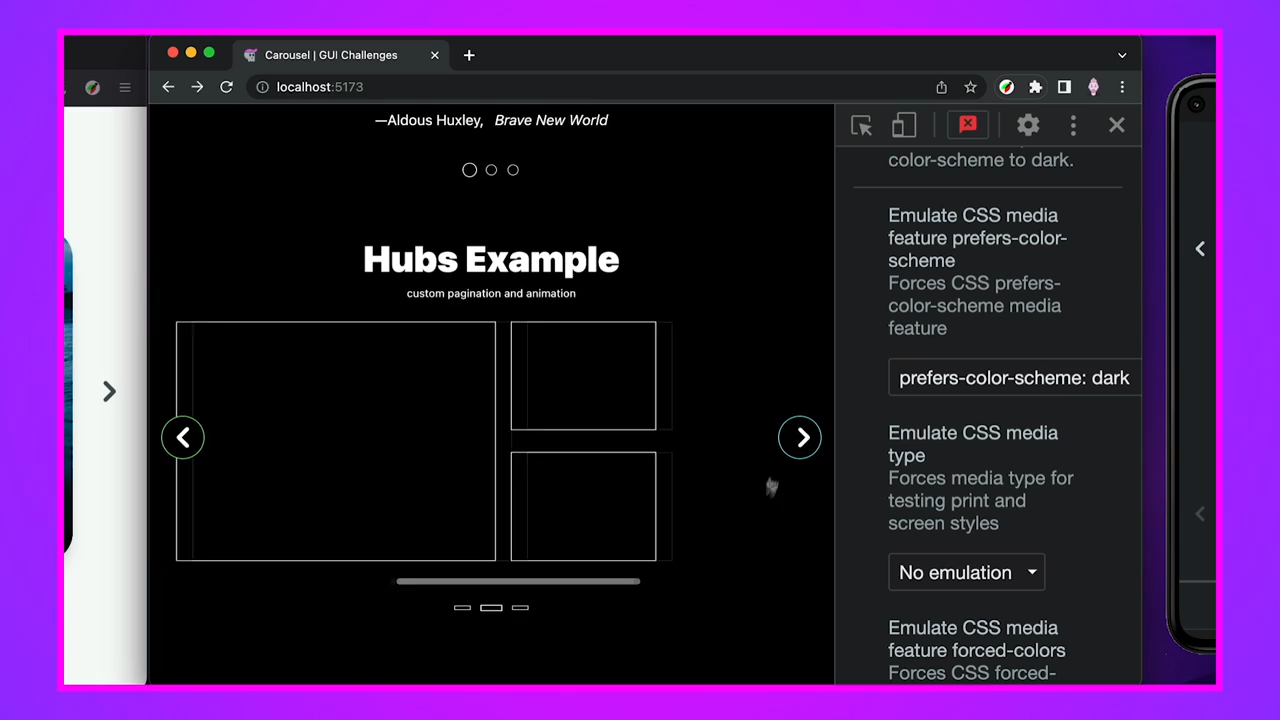 Carousel | GUI Challenges
localhost:5173
—Aldous Huxley, Brave New World
Hubs Example
custom pagination and animation
color-scheme to dark.
Emulate CSS media
feature prefers-color-
scheme
Forces CSS prefers-
color-scheme media
feature
prefers-color-scheme: dark
Emulate CSS media
type
Forces media type for
testing print and
screen styles
No emulation
Emulate CSS media
feature forced-colors
Forces CSS forced-